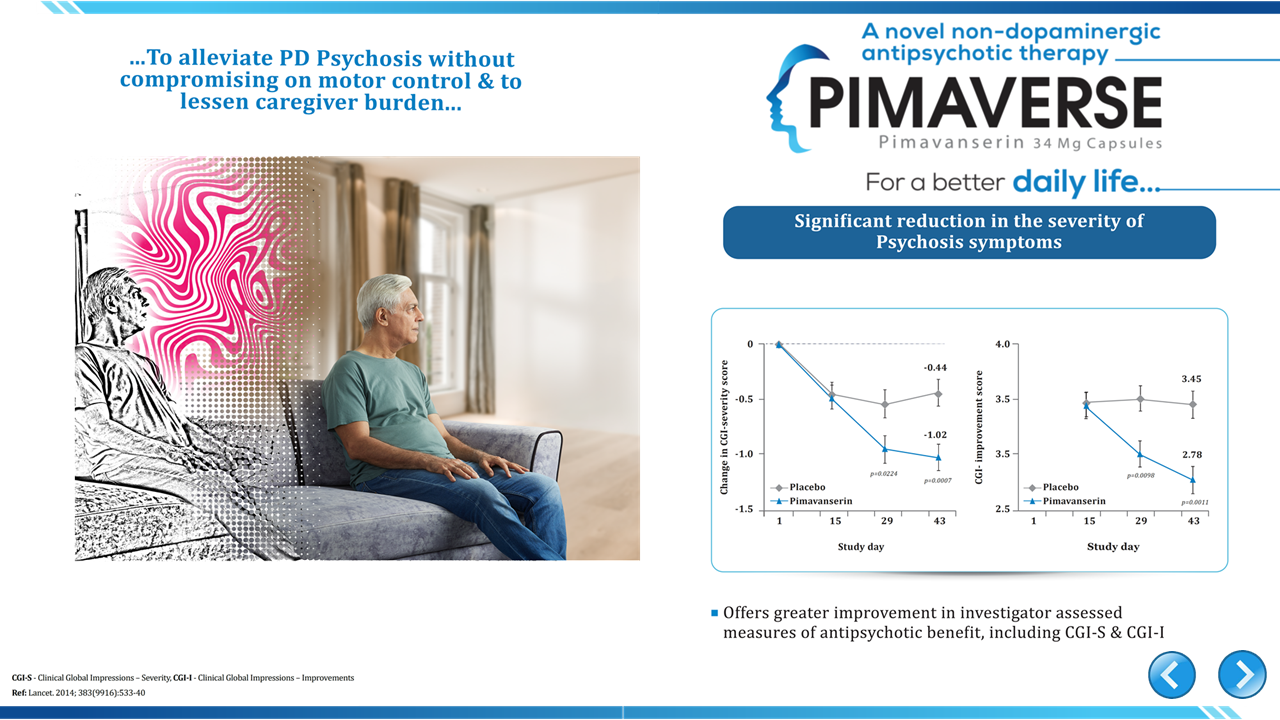 ...To alleviate PD Psychosis without
compromising on motor control & to
lessen caregiver burden...
A novel non-dopaminergic
antipsychotic therapy
PIMAVERSE
Pimavanserin 34 Mg Capsules
For a better daily life...
Significant reduction in the severity of
Psychosis symptoms
Change in CGI-severity score
0
-0.5
-1.0
-1.5
-0.44
-1.02
p=0.0224
p=0.0007
Placebo
Pimavanserin
1 15 29 43
Study day
CGI- improvement score
4.0
3.5
3.5
2.5
3.45
2.78
p=0.0098
p=0.0011
Placebo
Pimavanserin
1 15 29 43
Study day
Offers greater improvement in investigator assessed
measures of antipsychotic benefit, including CGI-S & CGI-I
CGI-S - Clinical Global Impressions – Severity, CGI-I - Clinical Global Impressions – Improvements
Ref: Lancet. 2014; 383(9916):533-40